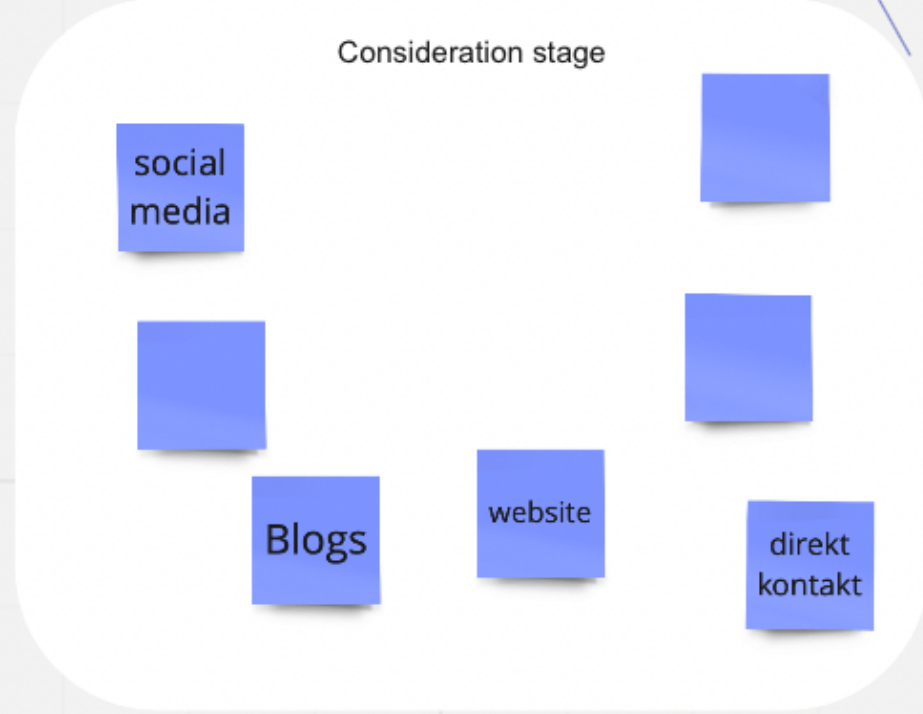 Consideration stage
social
media
Blogs
website
direkt
kontakt